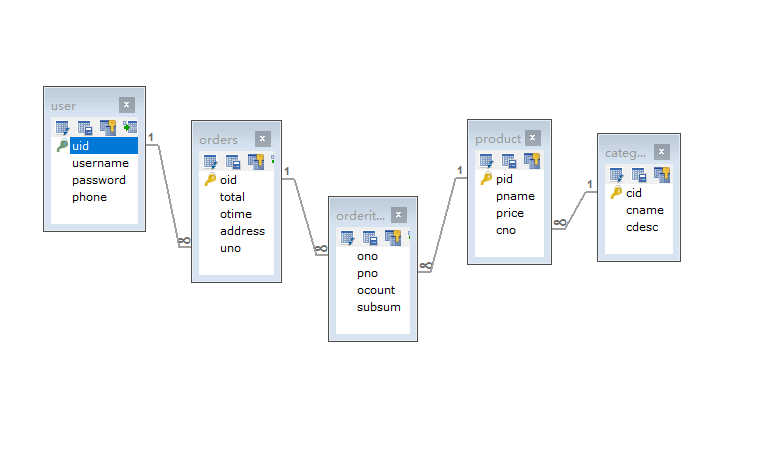 user
uid
username
password
phone
1
∞
orders
oid
total
otime
address
uno
1
∞
orderit...
ono
pno
ocount
subsum
1
∞
product
pid
pname
price
cno
1
∞
categ...
cid
cname
cdesc